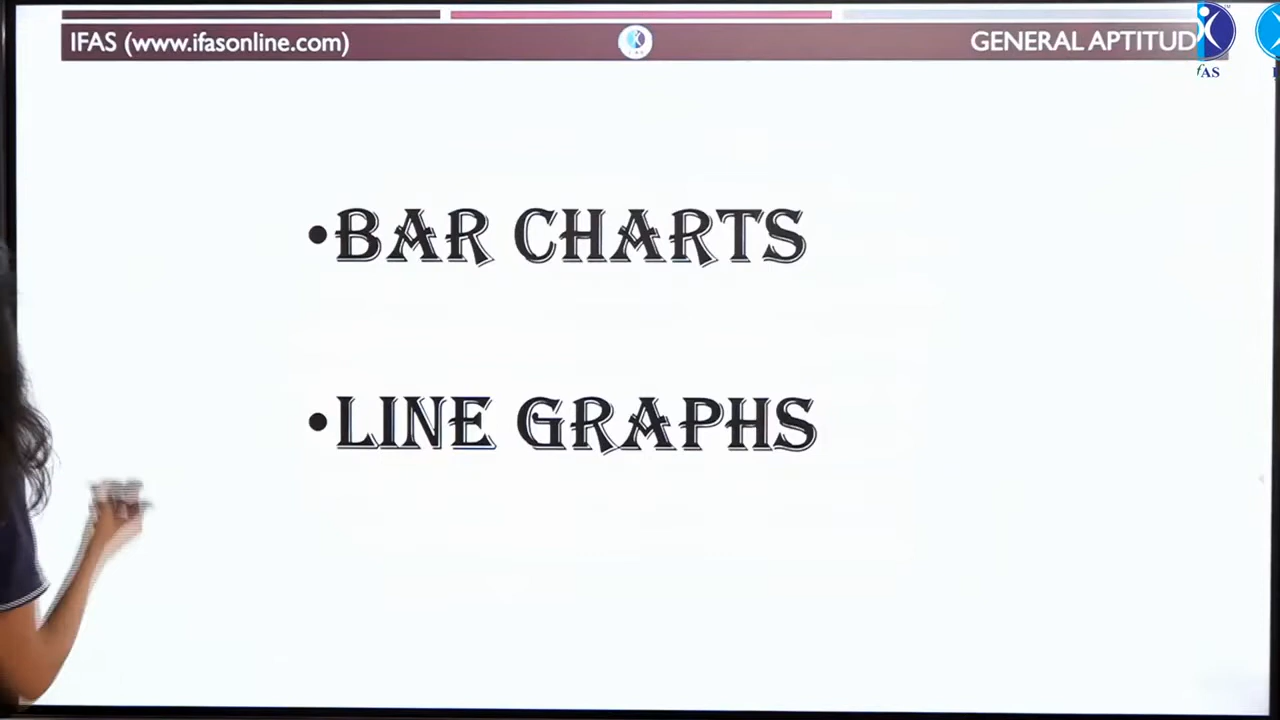 IFAS (www.ifasonline.com)
GENERAL APTITUD
fAS
•BAR CHARTS
•LINE GRAPHS